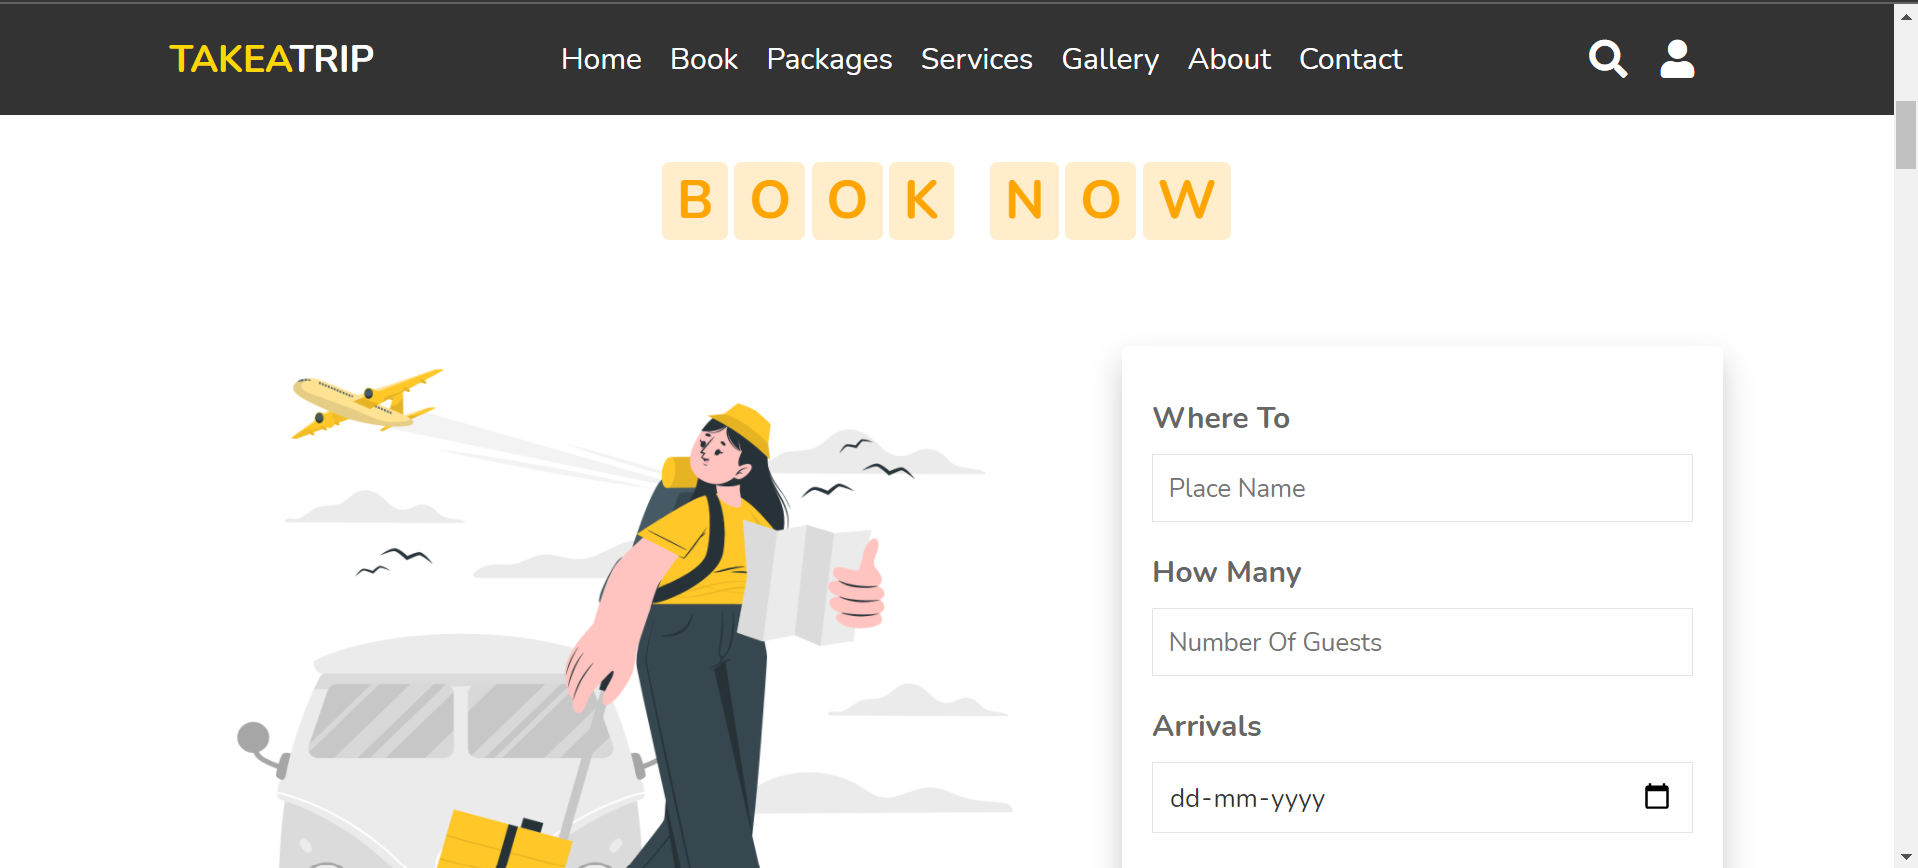 TAKEATRIP Home Book Packages Services Gallery About Contact
BOOK NOW
Where To
Place Name
How Many
Number Of Guests
Arrivals
dd-mm-yyyy